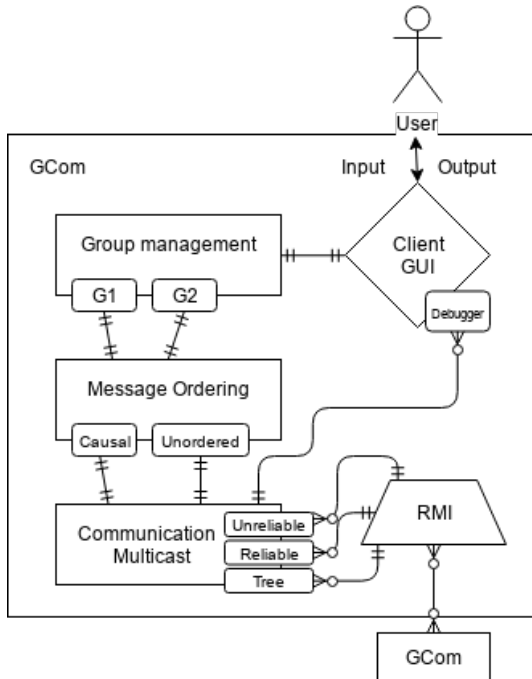 User
GCom
Input
Output
Group management
Client
GUI
G1
G2
Debugger
Message Ordering
Causal
Unordered
Communication
Multicast
Unreliable
Reliable
Tree
RMI
GCom